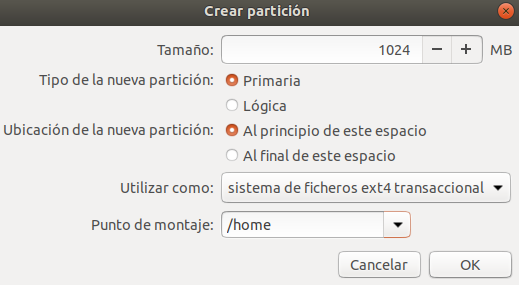 Crear partición
Tamaño: 1024 MB
Tipo de la nueva partición: Primaria
Lógica
Ubicación de la nueva partición: Al principio de este espacio
Al final de este espacio
Utilizar como: sistema de ficheros ext4 transaccional
Punto de montaje: /home
Cancelar OK